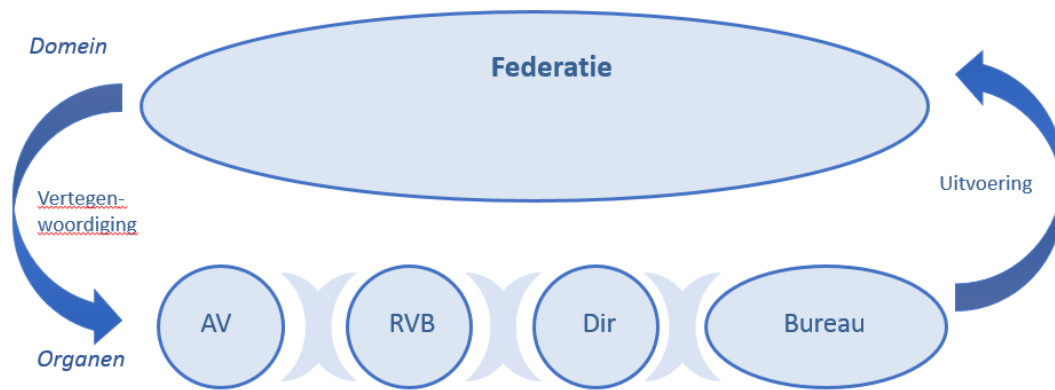 Domein
Federatie
Vertegen-
woordiging
Uitvoering
AV
RVB
Dir
Bureau
Organen